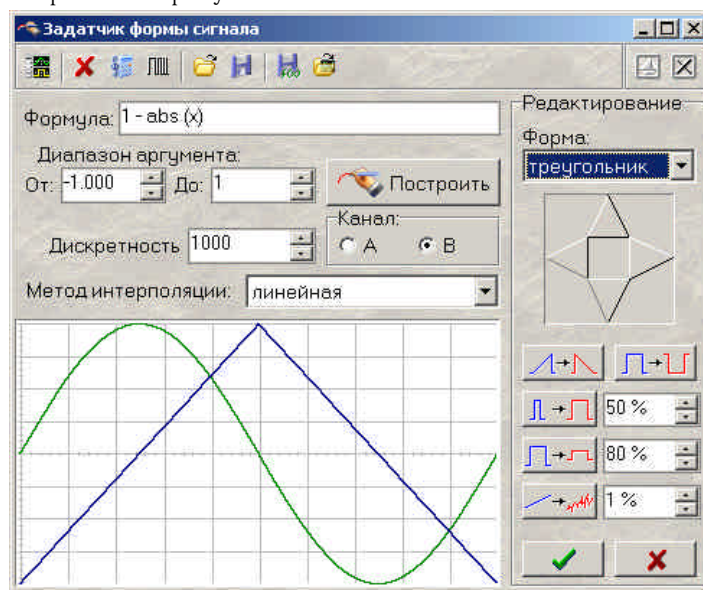 Задатчик формы сигнала
Формула: 1 - abs (x)
Диапазон аргумента:
От: -1.000 До: 1
Построить
Дискретность 1000
Канал:
A B
Метод интерполяции: линейная
Редактирование
Форма:
треугольник
50 %
80 %
1 %